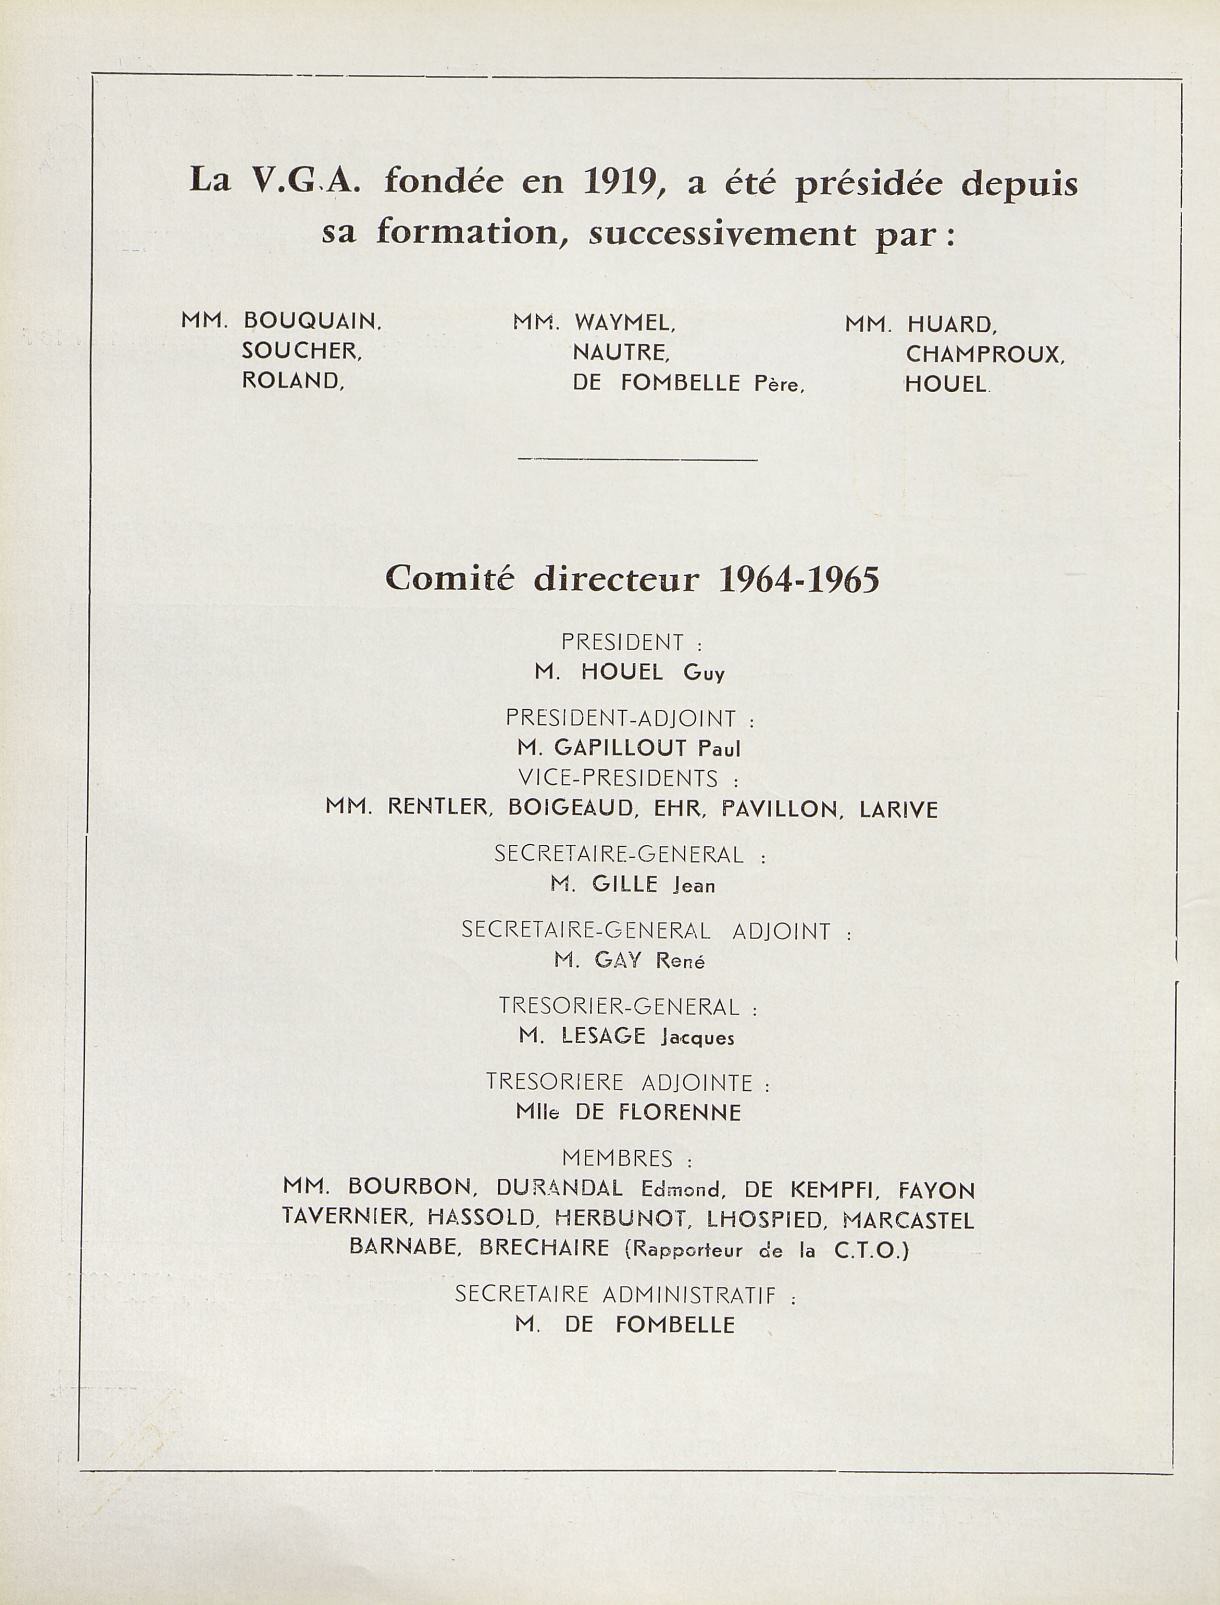 La V.G.A. fondée en 1919, a été présidée depuis
sa formation, successivement par :
MM. BOUQUAIN,
SOUCHER,
ROLAND,
MM. WAYMEL,
NAUTRE,
DE FOMBELLE Père,
MM. HUARD,
CHAMPROUX,
HOUEL.
Comité directeur 1964-1965
PRESIDENT :
M. HOUEL Guy
PRESIDENT-ADJOINT :
M. GAPILLOUT Paul
VICE-PRESIDENTS :
MM. RENTLER, BOIGEAUD, EHR, PAVILLON, LARIVE
SECRETAIRE-GENERAL :
M. GILLE Jean
SECRETAIRE-GENERAL ADJOINT :
M. GAY René
TRESORIER-GENERAL :
M. LESAGE Jacques
TRESORIERE ADJOINTE :
Mlle DE FLORENNE
MEMBRES :
MM. BOURBON, DURANDAL Edmond, DE KEMPFI, FAYON
TAVERNIER, HASSOLD, HERBUNOT, LHOSPIED, MARCASTEL
BARNABE, BRECHAIRE (Rapporteur de la C.T.O.)
SECRETAIRE ADMINISTRATIF :
M. DE FOMBELLE